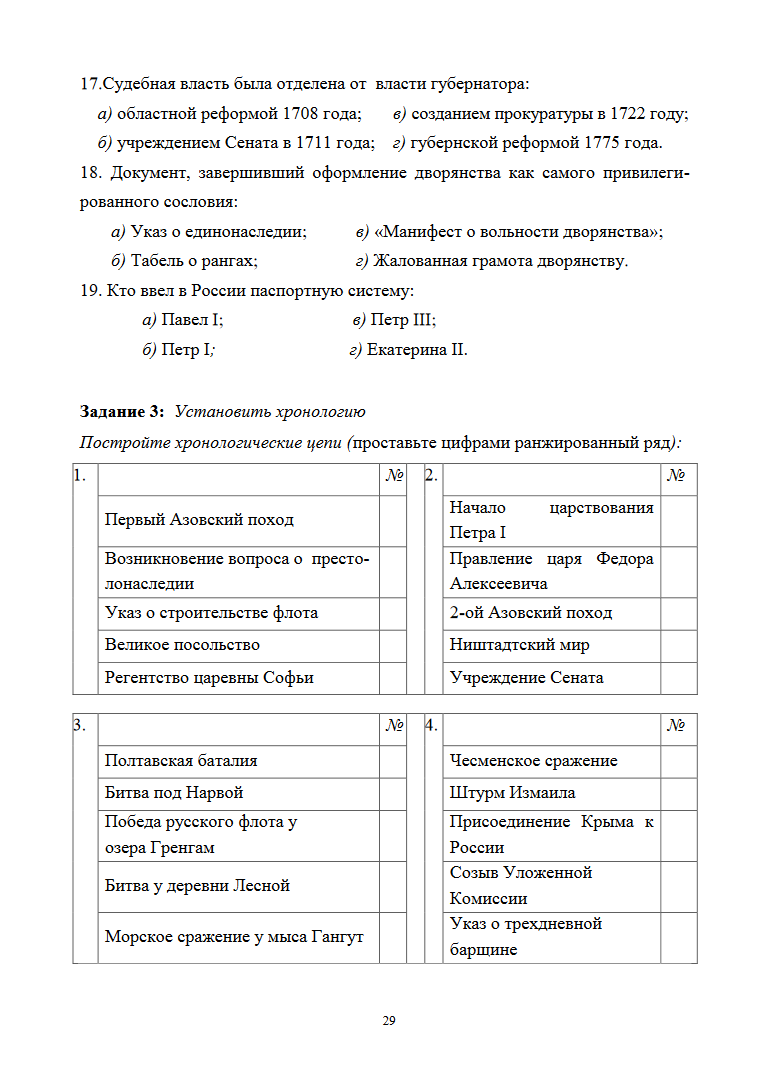 17.Судебная власть была отделена от власти губернатора:
а) областной реформой 1708 года; в) созданием прокуратуры в 1722 году;
б) учреждением Сената в 1711 года; г) губернской реформой 1775 года.
18. Документ, завершивший оформление дворянства как самого привилеги-
рованного сословия:
а) Указ о единонаследии; в) «Манифест о вольности дворянства»;
б) Табель о рангах; г) Жалованная грамота дворянству.
19. Кто ввел в России паспортную систему:
а) Павел I; в) Петр III;
б) Петр I; г) Екатерина II.
Задание 3: Установить хронологию
Постройте хронологические цепи (проставьте цифрами ранжированный ряд):
1. № 2. №
Первый Азовский поход
Начало царствования
Петра I
Возникновение вопроса о престо-
лонаследии
Правление царя Федора
Алексеевича
Указ о строительстве флота
2-ой Азовский поход
Великое посольство
Ништадтский мир
Регентство царевны Софьи
Учреждение Сената
3. № 4. №
Полтавская баталия
Чесменское сражение
Битва под Нарвой
Штурм Измаила
Победа русского флота у
озера Гренгам
Присоединение Крыма к
России
Битва у деревни Лесной
Созыв Уложенной
Комиссии
Морское сражение у мыса Гангут
Указ о трехдневной
барщине
29